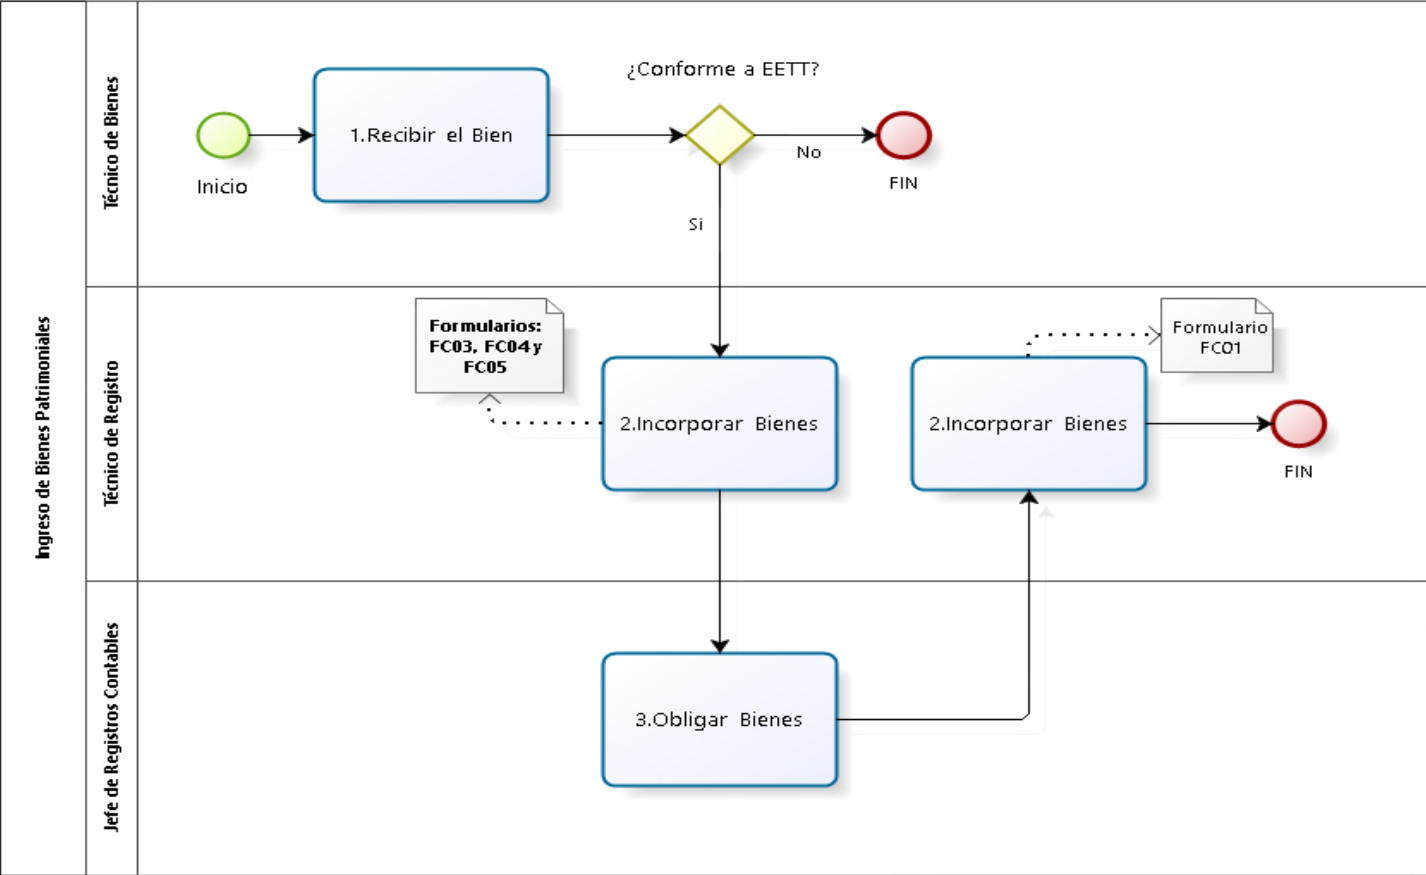 Ingreso de Bienes Patrimoniales
Técnico de Bienes
¿Conforme a EETT?
1.Recibir el Bien
Inicio
No
FIN
Si
Técnico de Registro
Formularios:
FC03, FC04 y
FC05
2.Incorporar Bienes
2.Incorporar Bienes
Formulario
FC01
FIN
Jefe de Registros Contables
3.Obligar Bienes